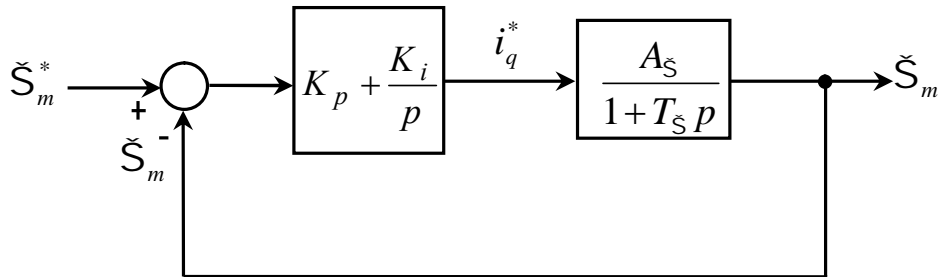 Š*m
+
-
Šm
Kp + Ki/p
i*q
AŠ/1+TŠ p
Šm